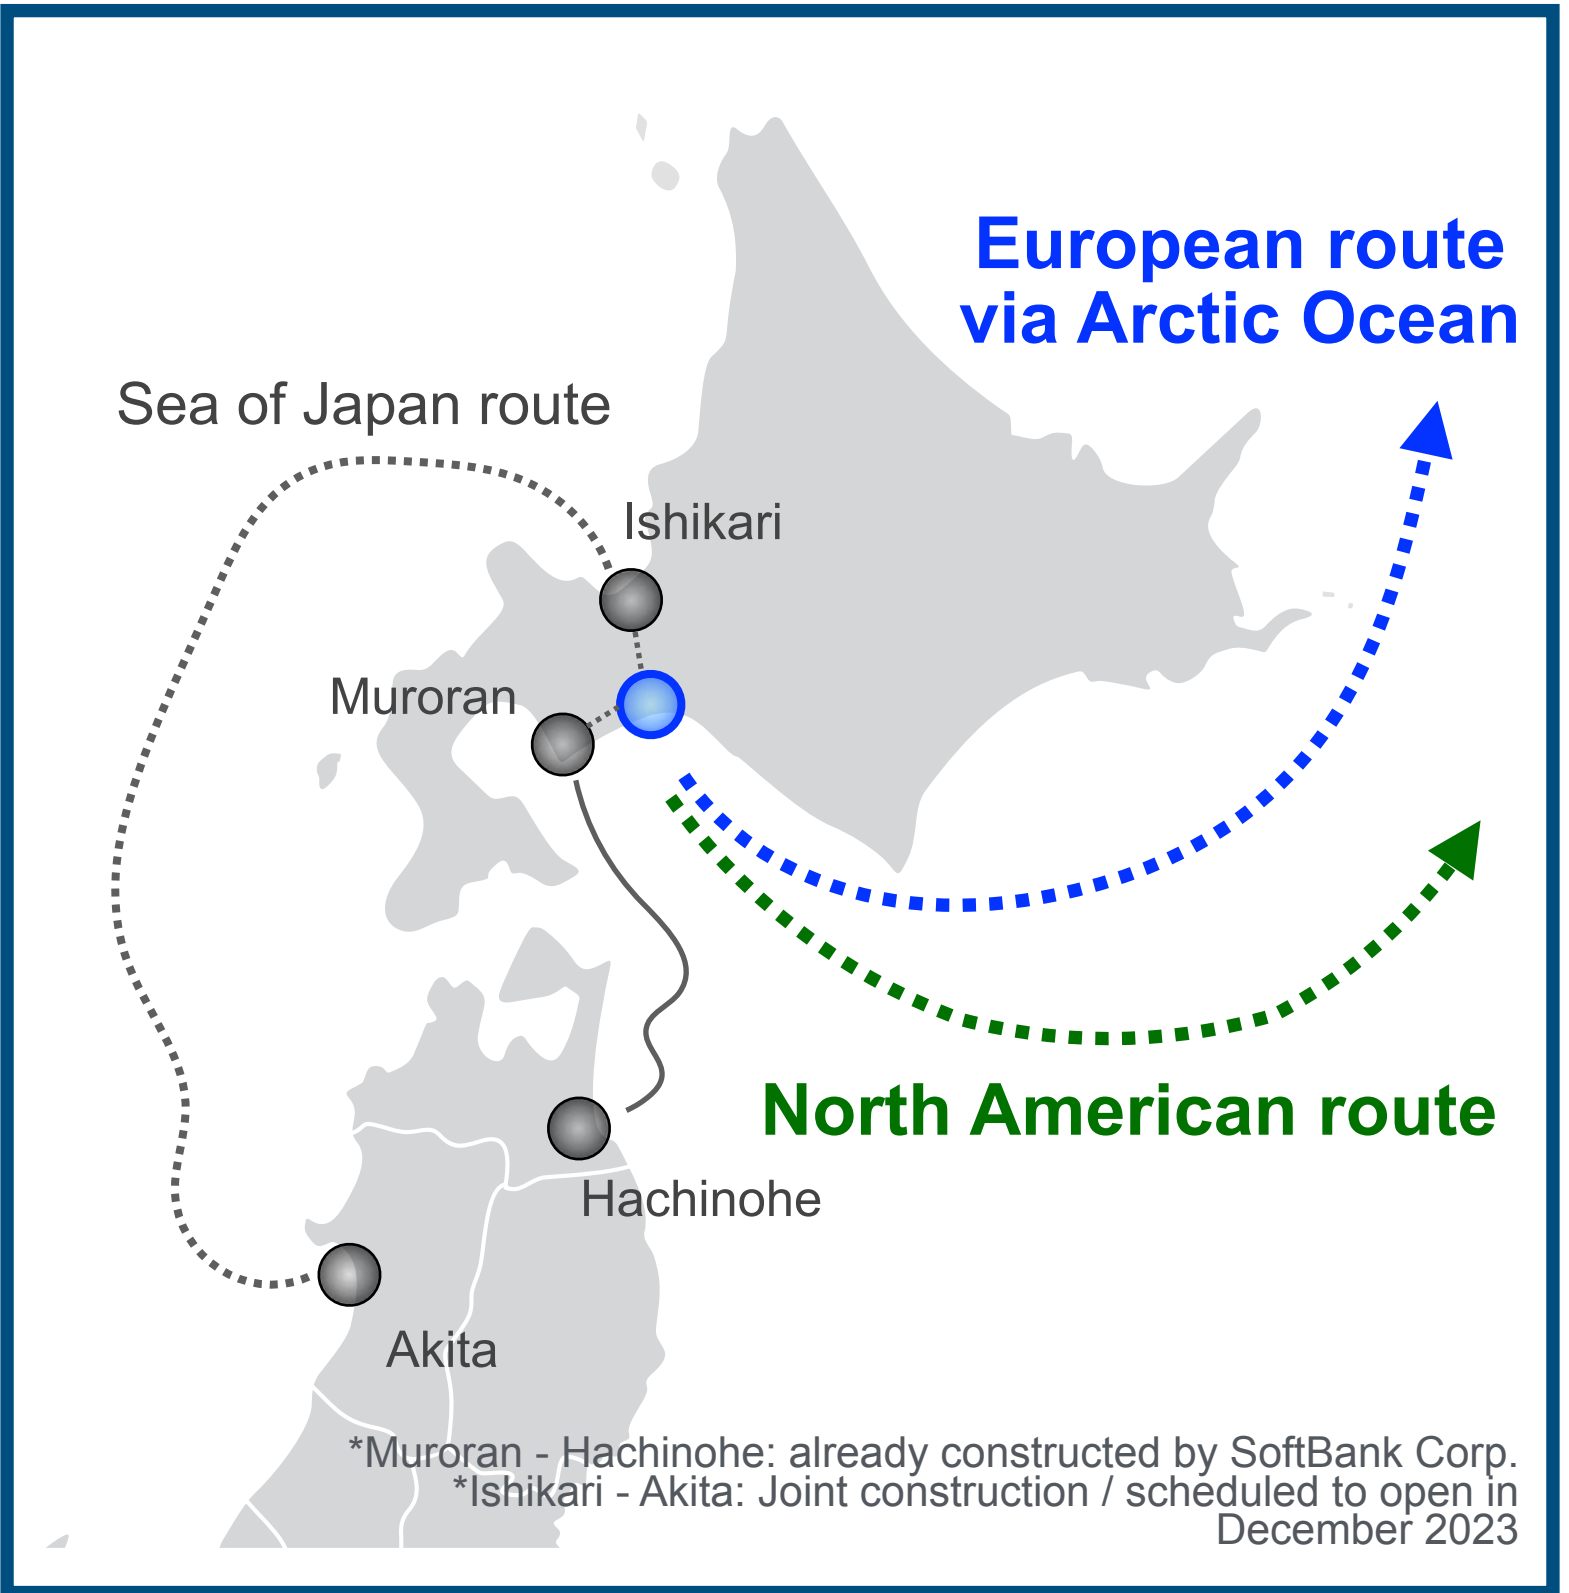 European route
via Arctic Ocean
Sea of Japan route
Ishikari
Muroran
North American route
Hachinohe
Akita
*Muroran - Hachinohe: already constructed by SoftBank Corp.
*Ishikari - Akita: Joint construction / scheduled to open in
December 2023